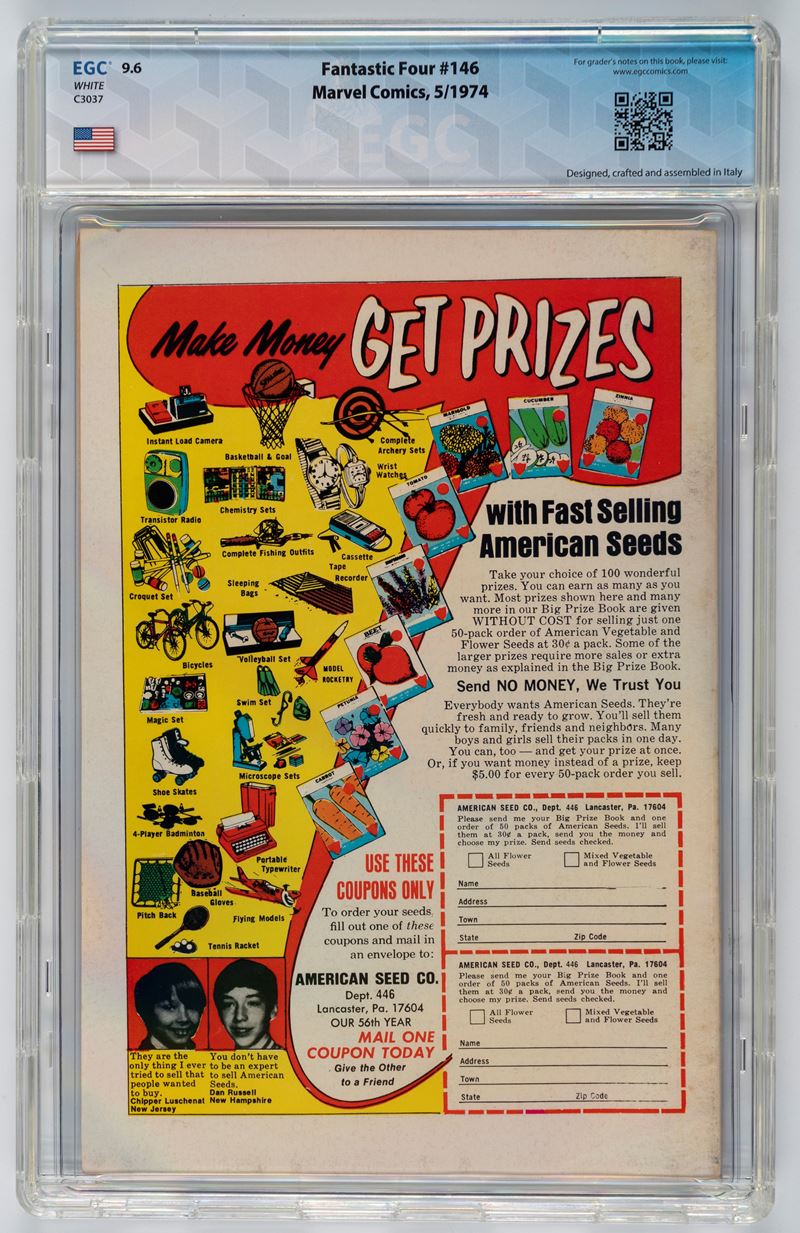 EGC 9.6
WHITE
C3037
Fantastic Four #146
Marvel Comics, 5/1974
For grader's notes on this book, please visit:
www.egccomics.com
EGC
Designed, crafted and assembled in Italy
Make Money GET PRIZES
Instant Load Camera
Basketball & Goal
Complete
Archery Sets
MARIGOLD
CUCUMBER
ZINNIA
Wrist
Watches
Transistor Radio
Chemistry Sets
TOMATO
Complete Fishing Outfits
Cassette
Tape
Recorder
Croquet Set
Sleeping
Bags
Bicycles
Volleyball Set
MODEL
ROCKETRY
BEET
Swim Set
Magic Set
PETUNIA
Shoe Skates
Microscope Sets
CARROT
4-Player Badminton
Portable
Typewriter
Pitch Back
Baseball
Gloves
Flying Models
Tennis Racket
with Fast Selling
American Seeds
Take your choice of 100 wonderful
prizes. You can earn as many as you
want. Most prizes shown here and many
more in our Big Prize Book are given
WITHOUT COST for selling just one
50-pack order of American Vegetable and
Flower Seeds at 30¢ a pack. Some of the
larger prizes require more sales or extra
money as explained in the Big Prize Book.
Send NO MONEY, We Trust You
Everybody wants American Seeds. They're
fresh and ready to grow. You'll sell them
quickly to family, friends and neighbors. Many
boys and girls sell their packs in one day.
You can, too — and get your prize at once.
Or, if you want money instead of a prize, keep
$5.00 for every 50-pack order you sell.
USE THESE
COUPONS ONLY
To order your seeds,
fill out one of these
coupons and mail in
an envelope to:
AMERICAN SEED CO.
Dept. 446
Lancaster, Pa. 17604
OUR 56th YEAR
MAIL ONE
COUPON TODAY
Give the Other
to a Friend
AMERICAN SEED CO., Dept. 446 Lancaster, Pa. 17604
Please send me your Big Prize Book and one
order of 50 packs of American Seeds. I'll sell
them at 30¢ a pack, send you the money and
choose my prize. Send seeds checked.
All Flower
Seeds
Mixed Vegetable
and Flower Seeds
Name
Address
Town
State Zip Code
AMERICAN SEED CO., Dept. 446 Lancaster, Pa. 17604
Please send me your Big Prize Book and one
order of 50 packs of American Seeds. I'll sell
them at 30¢ a pack, send you the money and
choose my prize. Send seeds checked.
All Flower
Seeds
Mixed Vegetable
and Flower Seeds
Name
Address
Town
State Zip Code
They are the
only thing I ever
tried to sell that
people wanted
to buy.
Chipper Luschenat
New Jersey
You don't have
to be an expert
to sell American
Seeds.
Dan Russell
New Hampshire